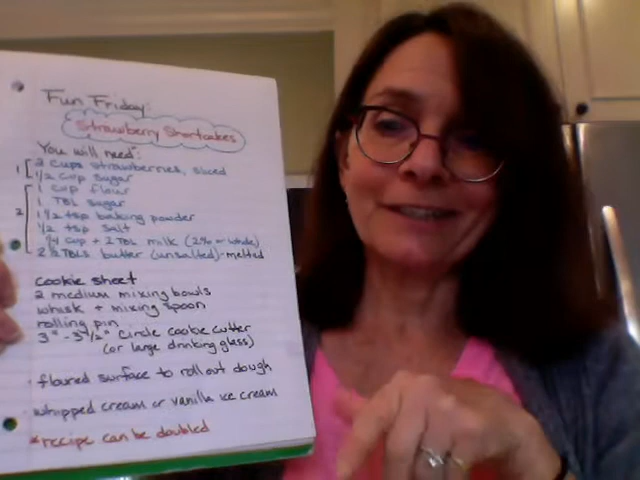 Fun Friday:
Strawberry Shortcakes
You will need:
1 [ 2 cups strawberries, sliced
1/2 cup sugar
2 [ 1 cup flour
1 TBL sugar
1 1/2 tsp baking powder
1/2 tsp salt
1/4 cup + 2 TBL milk (2% or whole)
2 1/2 TBLS butter (unsalted)-melted
cookie sheet
2 medium mixing bowls
whisk + mixing spoon
rolling pin
3" - 3 1/2" circle cookie cutter
(or large drinking glass)
· floured surface to roll out dough
· whipped cream or vanilla ice cream
*recipe can be doubled